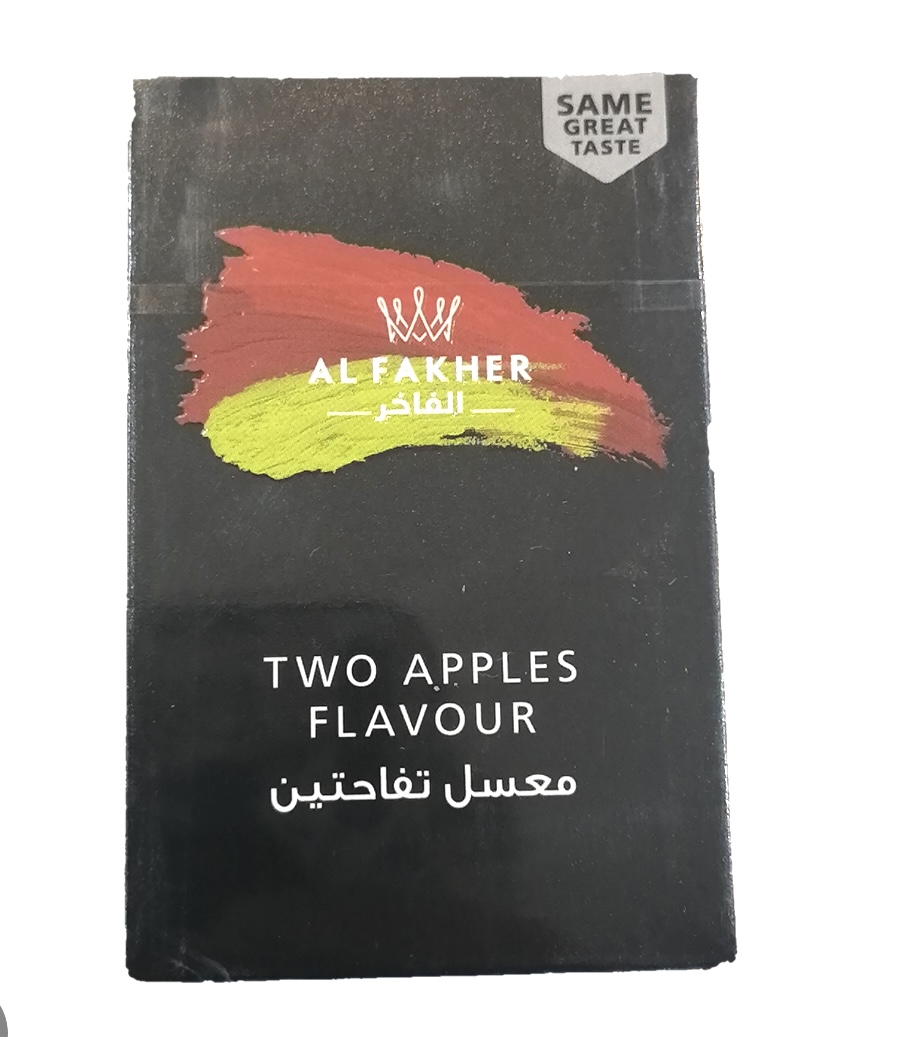 SAME
GREAT
TASTE
AL FAKHER
الفاخر
TWO APPLES
FLAVOUR
معسل تفاحتين